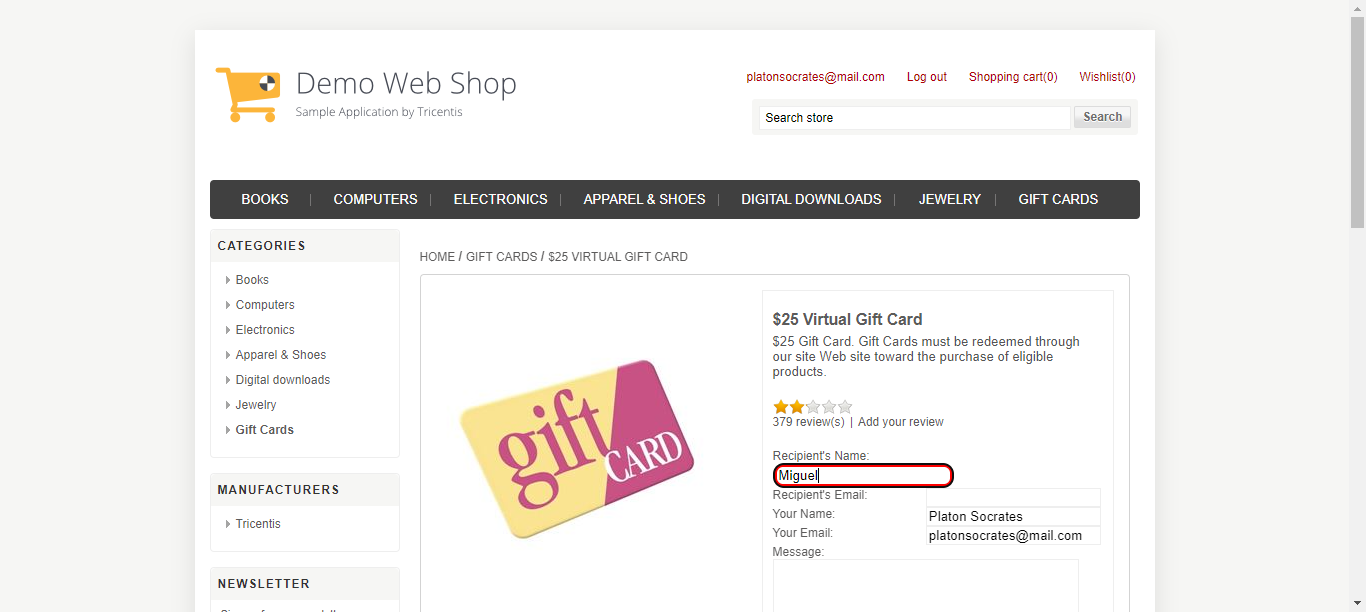 Demo Web Shop
Sample Application by Tricentis
platonsocrates@mail.com Log out Shopping cart(0) Wishlist(0)
Search store Search
BOOKS | COMPUTERS | ELECTRONICS | APPAREL & SHOES | DIGITAL DOWNLOADS | JEWELRY | GIFT CARDS
CATEGORIES
Books
Computers
Electronics
Apparel & Shoes
Digital downloads
Jewelry
Gift Cards
MANUFACTURERS
Tricentis
NEWSLETTER
HOME / GIFT CARDS / $25 VIRTUAL GIFT CARD
gift
CARD
$25 Virtual Gift Card
$25 Gift Card. Gift Cards must be redeemed through
our site Web site toward the purchase of eligible
products.
379 review(s) | Add your review
Recipient's Name:
Miguel
Recipient's Email:
Your Name: Platon Socrates
Your Email: platonsocrates@mail.com
Message: